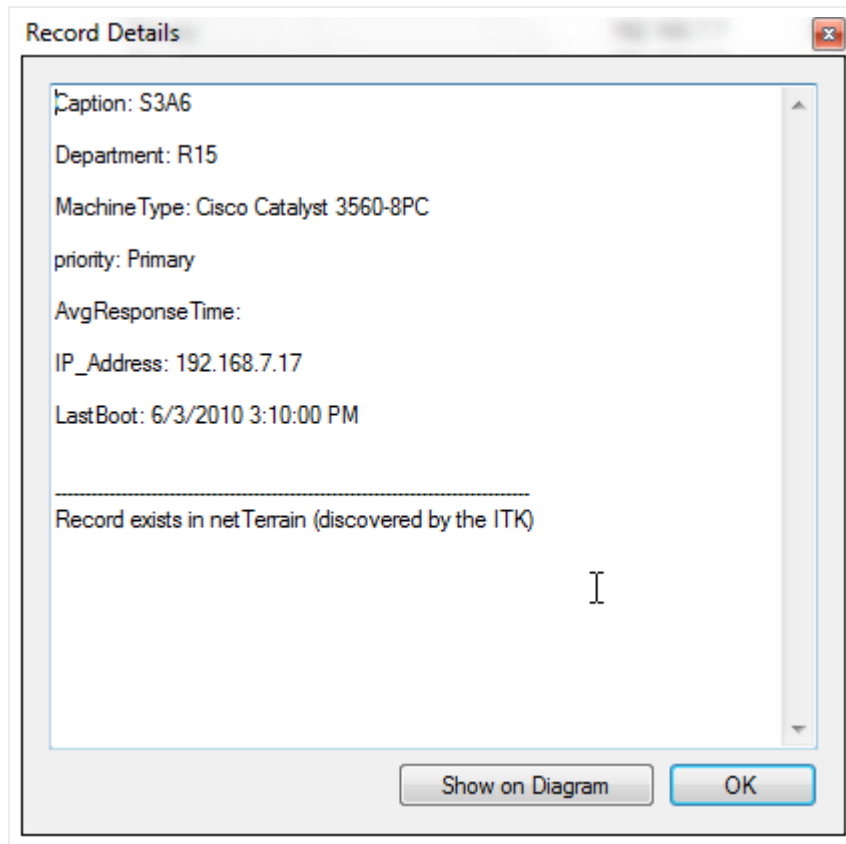 Record Details
Caption: S3A6
Department: R15
MachineType: Cisco Catalyst 3560-8PC
priority: Primary
AvgResponseTime:
IP_Address: 192.168.7.17
LastBoot: 6/3/2010 3:10:00 PM
--------------------------------------------------------------------------------
Record exists in netTerrain (discovered by the ITK)
Show on Diagram
OK